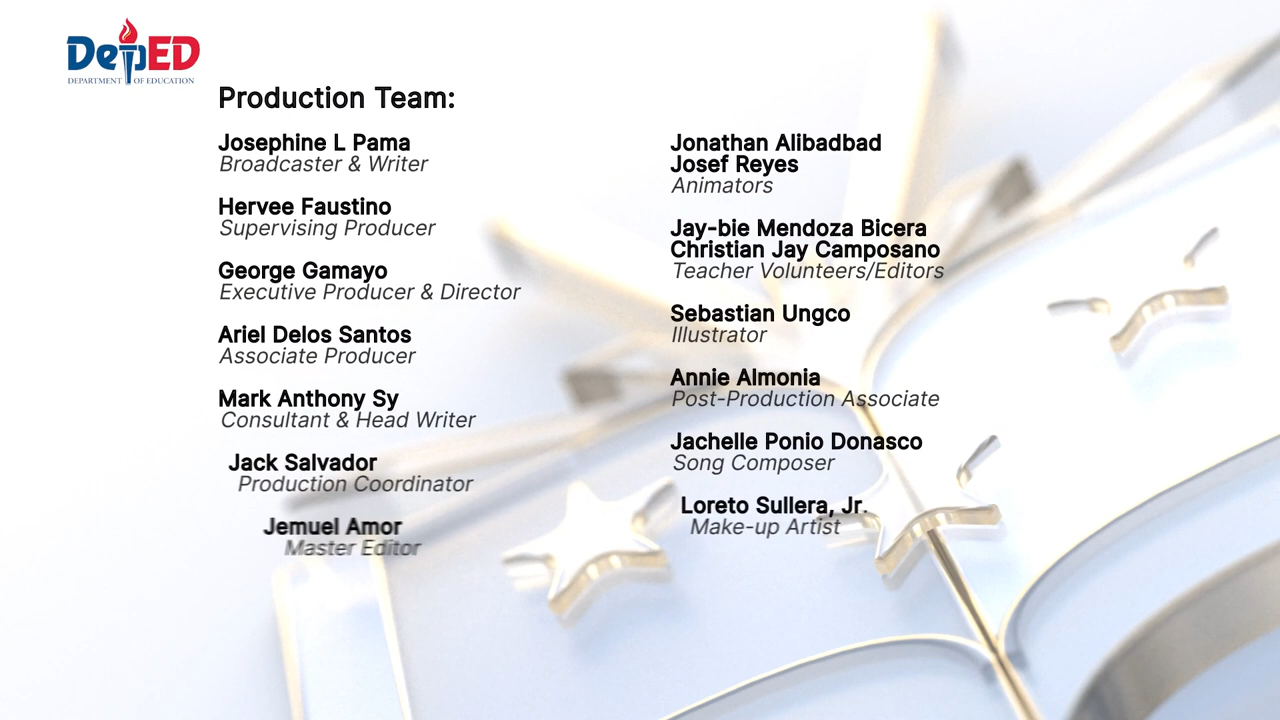 DepED
DEPARTMENT OF EDUCATION
Production Team:
Josephine L Pama
Broadcaster & Writer
Hervee Faustino
Supervising Producer
George Gamayo
Executive Producer & Director
Ariel Delos Santos
Associate Producer
Mark Anthony Sy
Consultant & Head Writer
Jack Salvador
Production Coordinator
Jemuel Amor
Master Editor
Jonathan Alibadbad
Josef Reyes
Animators
Jay-bie Mendoza Bicera
Christian Jay Camposano
Teacher Volunteers/Editors
Sebastian Ungco
Illustrator
Annie Almonia
Post-Production Associate
Jachelle Ponio Donasco
Song Composer
Loreto Sullera, Jr.
Make-up Artist